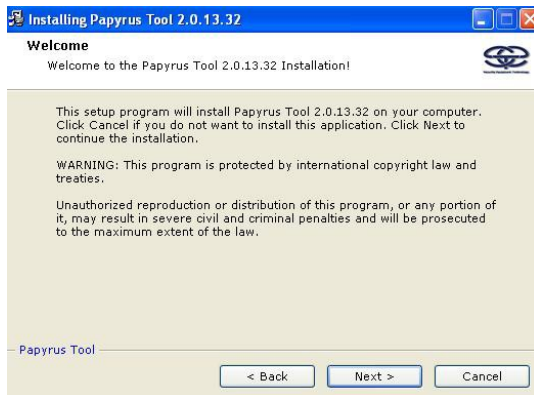 Installing Papyrus Tool 2.0.13.32
Welcome
Welcome to the Papyrus Tool 2.0.13.32 Installation!
This setup program will install Papyrus Tool 2.0.13.32 on your computer.
Click Cancel if you do not want to install this application. Click Next to
continue the installation.
WARNING: This program is protected by international copyright law and
treaties.
Unauthorized reproduction or distribution of this program, or any portion of
it, may result in severe civil and criminal penalties and will be prosecuted
to the maximum extent of the law.
Papyrus Tool
< Back
Next >
Cancel